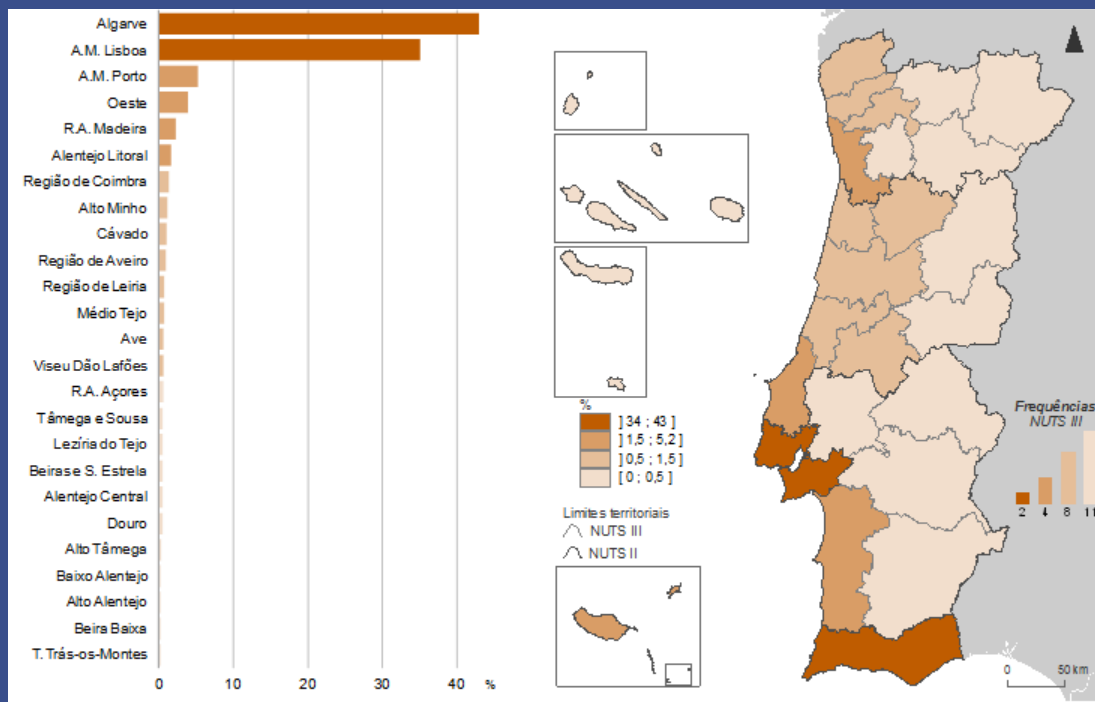 Algarve
A.M. Lisboa
A.M. Porto
Oeste
R.A. Madeira
Alentejo Litoral
Região de Coimbra
Alto Minho
Cávado
Região de Aveiro
Região de Leiria
Médio Tejo
Ave
Viseu Dão Lafões
R.A. Açores
Tâmega e Sousa
Lezíria do Tejo
Beiras e S. Estrela
Alentejo Central
Douro
Alto Tâmega
Baixo Alentejo
Alto Alentejo
Beira Baixa
T. Trás-os-Montes
0 10 20 30 40 %
%
] 34 ; 43 ]
] 1,5 ; 5,2 ]
] 0,5 ; 1,5 ]
[ 0 ; 0,5 ]
Limites territoriais
NUTS III
NUTS II
Frequências
NUTS III
2 4 8 11
0 50 km